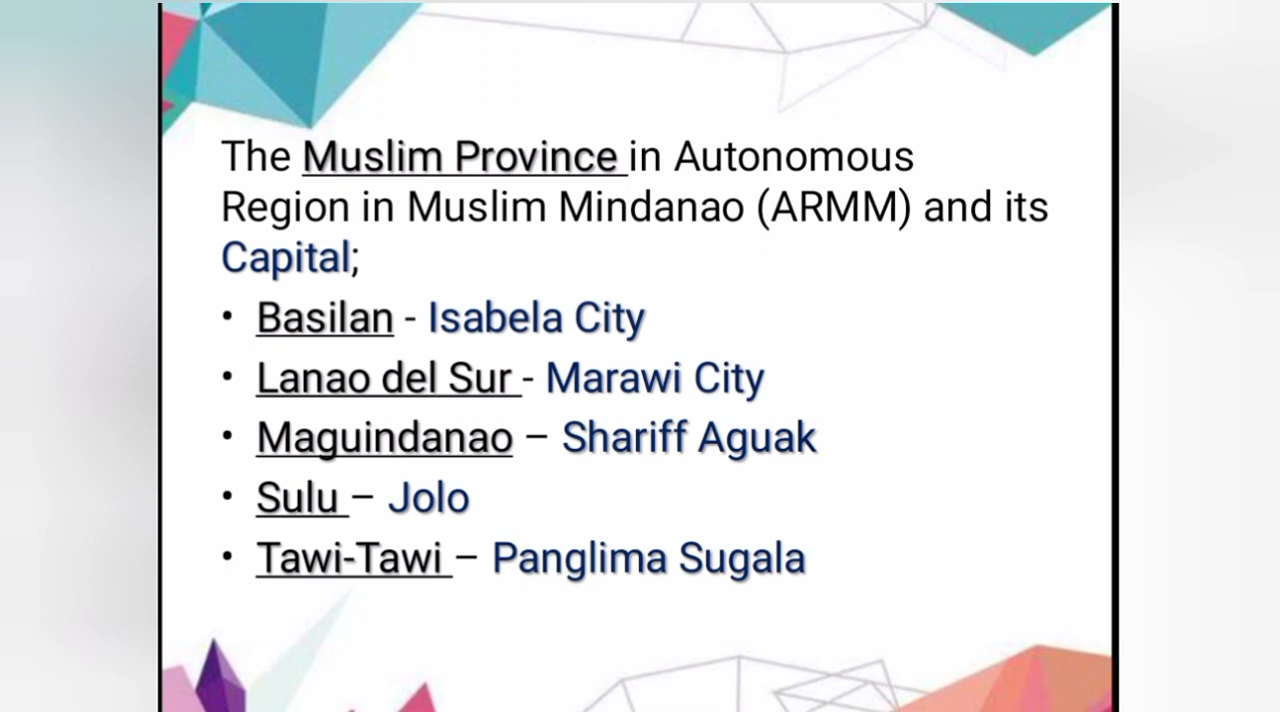 The Muslim Province in Autonomous
Region in Muslim Mindanao (ARMM) and its
Capital;
• Basilan - Isabela City
• Lanao del Sur - Marawi City
• Maguindanao – Shariff Aguak
• Sulu – Jolo
• Tawi-Tawi – Panglima Sugala